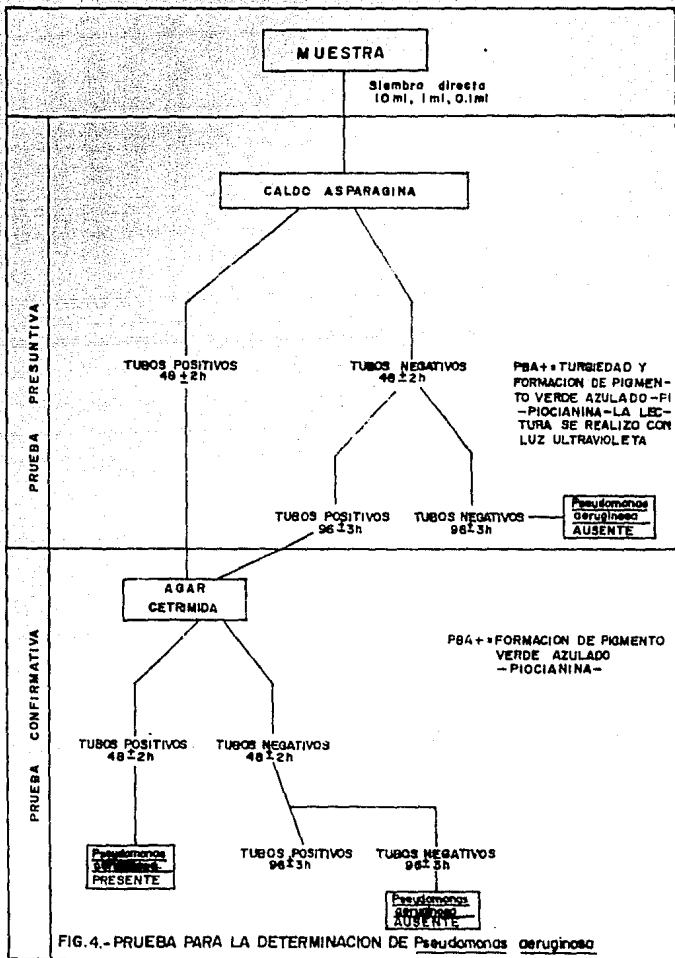 MUESTRA
Siembra directa
10 ml, 1 ml, 0.1 ml
CALDO ASPARAGINA
PRUEBA PRESUNTIVA
TUBOS POSITIVOS
48 ± 2h
TUBOS NEGATIVOS
48 ± 2h
PBA+= TURBIEDAD Y
FORMACION DE PIGMEN-
TO VERDE AZULADO-PI
-PIOCIANINA-LA LEC-
TURA SE REALIZO CON
LUZ ULTRAVIOLETA
TUBOS POSITIVOS
96 ± 3h
TUBOS NEGATIVOS
96 ± 3h
Pseudomonas
aeruginosa
AUSENTE
PRUEBA CONFIRMATIVA
AGAR
CETRIMIDA
PBA+=FORMACION DE PIGMENTO
VERDE AZULADO
-PIOCIANINA-
TUBOS POSITIVOS
48 ± 2h
TUBOS NEGATIVOS
48 ± 2h
TUBOS POSITIVOS
96 ± 3h
TUBOS NEGATIVOS
96 ± 3h
Pseudomonas
PRESENTE
Pseudomonas
aeruginosa
AUSENTE
FIG. 4.- PRUEBA PARA LA DETERMINACION DE Pseudomonas aeruginosa